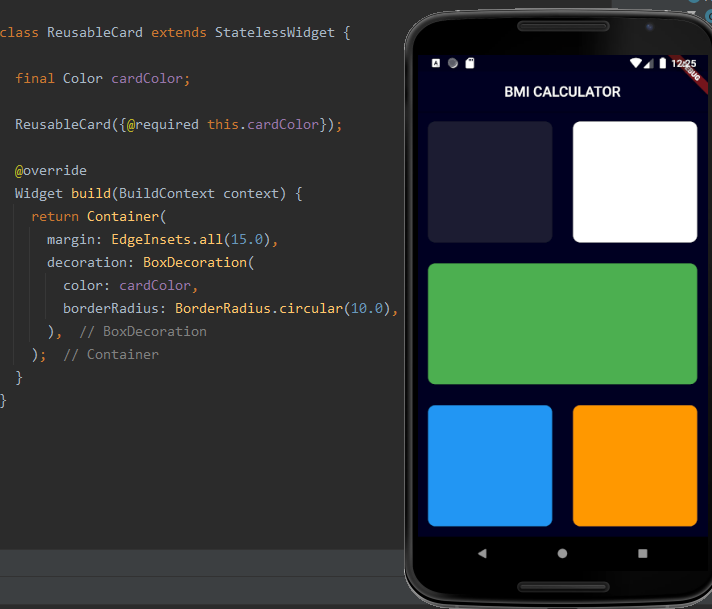 class ReusableCard extends StatelessWidget {
final Color cardColor;
ReusableCard({@required this.cardColor});
@override
Widget build(BuildContext context) {
return Container(
margin: EdgeInsets.all(15.0),
decoration: BoxDecoration(
color: cardColor,
borderRadius: BorderRadius.circular(10.0),
),  // BoxDecoration
);  // Container
}
}
A
12:25
DEBUG
BMI CALCULATOR